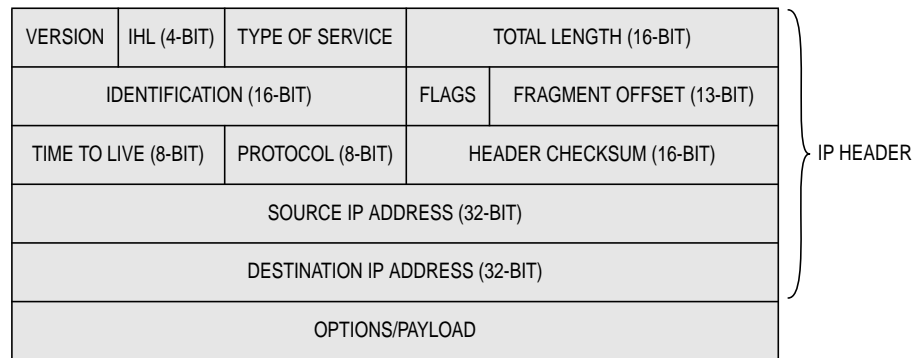 VERSION IHL (4-BIT) TYPE OF SERVICE TOTAL LENGTH (16-BIT)
IDENTIFICATION (16-BIT) FLAGS FRAGMENT OFFSET (13-BIT)
TIME TO LIVE (8-BIT) PROTOCOL (8-BIT) HEADER CHECKSUM (16-BIT) IP HEADER
SOURCE IP ADDRESS (32-BIT)
DESTINATION IP ADDRESS (32-BIT)
OPTIONS/PAYLOAD